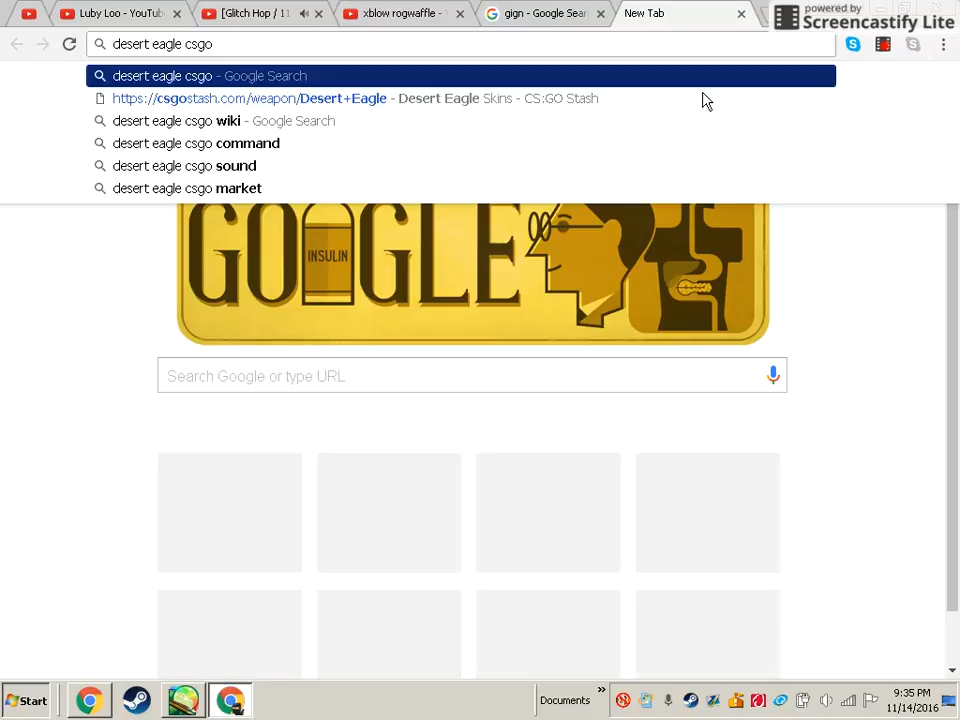 Luby Loo - YouTub
[Glitch Hop / 11
xblow rogwaffle -
gign - Google Sear
New Tab
powered by
Screencastify Lite
desert eagle csgo
desert eagle csgo - Google Search
https://csgostash.com/weapon/Desert+Eagle - Desert Eagle Skins - CS:GO Stash
desert eagle csgo wiki - Google Search
desert eagle csgo command
desert eagle csgo sound
desert eagle csgo market
GOOGLE
INSULIN
Search Google or type URL
Start
Documents
9:35 PM
11/14/2016